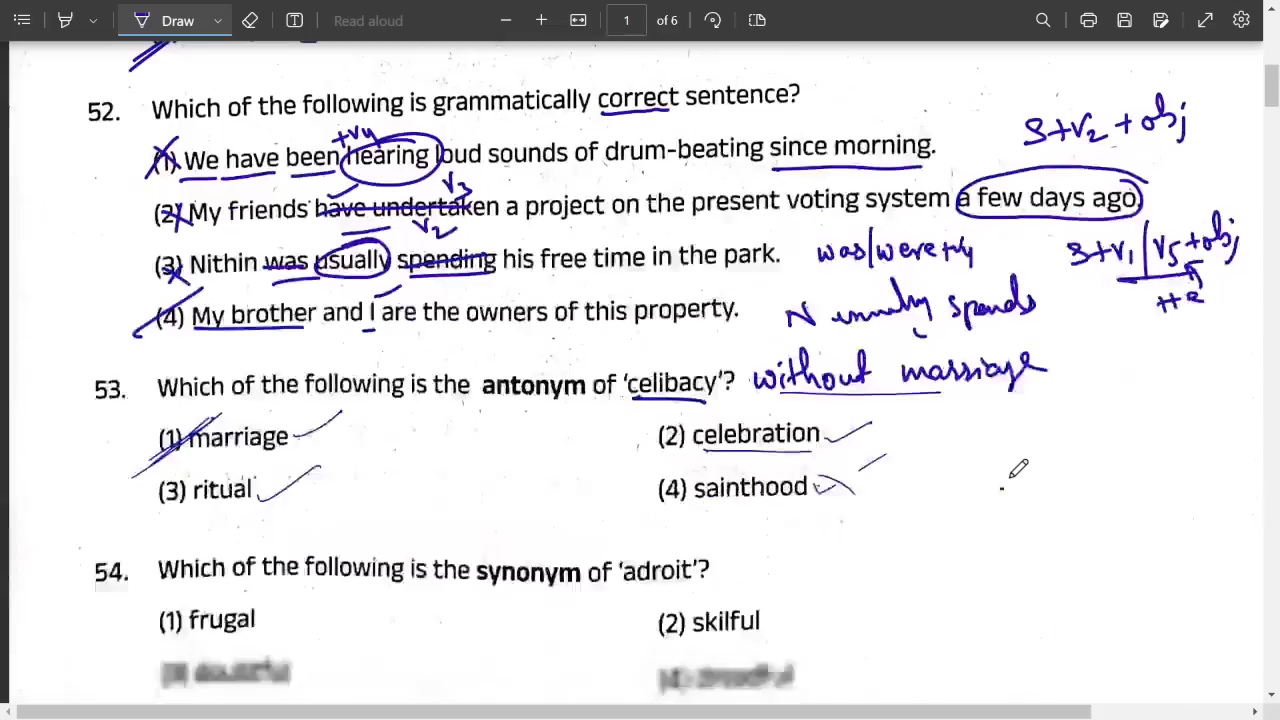 Draw
Read aloud
1 of 6
52. Which of the following is grammatically correct sentence?
S+V2 + obj
+V4
(1) We have been hearing loud sounds of drum-beating since morning.
V3
(2) My friends have undertaken a project on the present voting system a few days ago.
V2
(3) Nithin was usually spending his free time in the park.
was/were+V4
S+V1/V5+obj
(4) My brother and I are the owners of this property.
N usually spends
53. Which of the following is the antonym of 'celibacy'?
without marriage
(1) marriage
(2) celebration
(3) ritual
(4) sainthood
54. Which of the following is the synonym of 'adroit'?
(1) frugal
(2) skilful